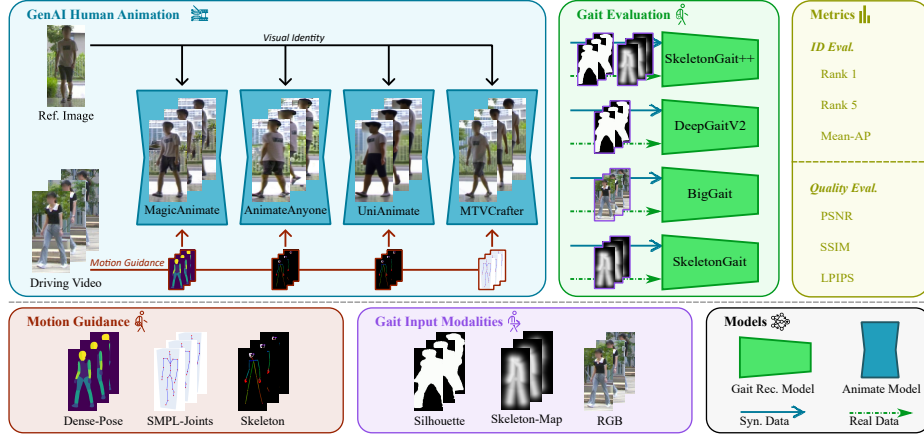 GenAI Human Animation
Visual Identity
Ref. Image
MagicAnimate
AnimateAnyone
UniAnimate
MTVCrafter
Motion Guidance
Driving Video
Gait Evaluation
SkeletonGait++
DeepGaitV2
BigGait
SkeletonGait
Metrics
ID Eval.
Rank 1
Rank 5
Mean-AP
Quality Eval.
PSNR
SSIM
LPIPS
Motion Guidance
Dense-Pose
SMPL-Joints
Skeleton
Gait Input Modalities
Silhouette
Skeleton-Map
RGB
Models
Gait Rec. Model
Animate Model
Syn. Data
Real Data